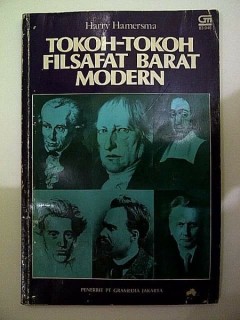 Harry Hamersma
TOKOH-TOKOH
FILSAFAT BARAT
MODERN
PENERBIT PT GRAMEDIA JAKARTA